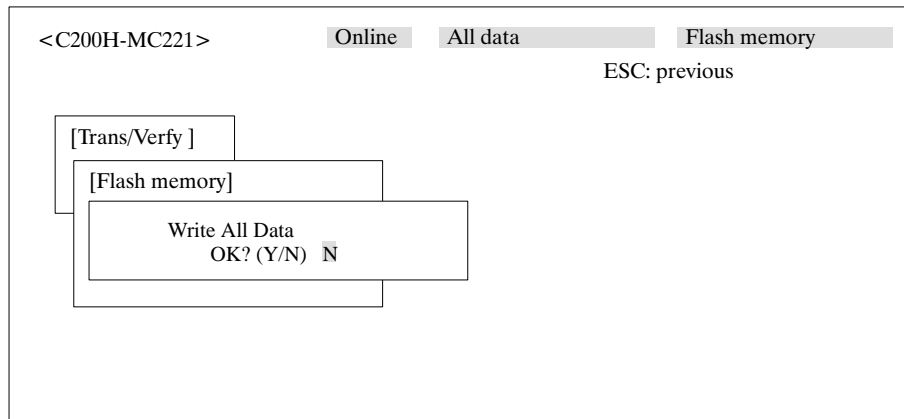 <C200H-MC221> Online All data Flash memory
ESC: previous
[Trans/Verfy ]
[Flash memory]
Write All Data
OK? (Y/N) N